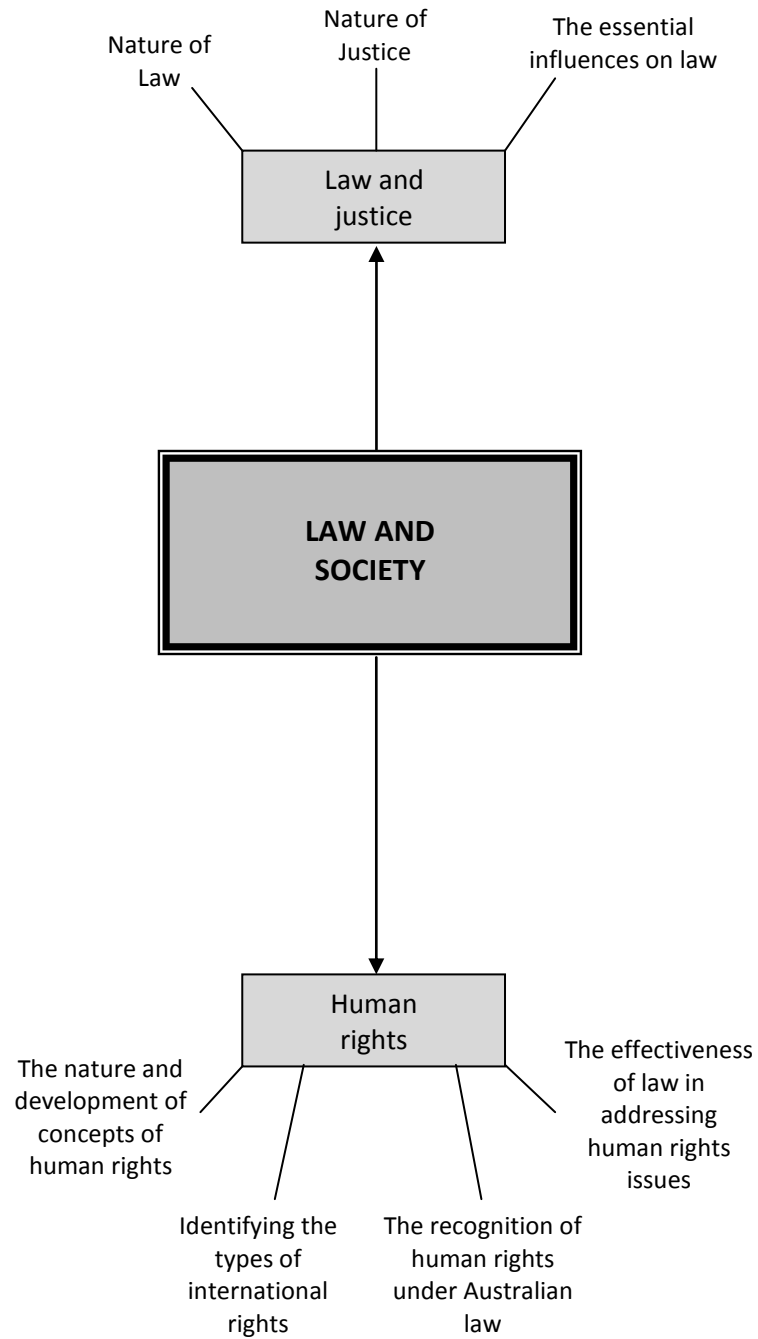 Nature of
Law
Nature of
Justice
The essential
influences on law
Law and
justice
LAW AND
SOCIETY
Human
rights
The nature and
development of
concepts of
human rights
Identifying the
types of
international
rights
The recognition of
human rights
under Australian
law
The effectiveness
of law in
addressing
human rights
issues